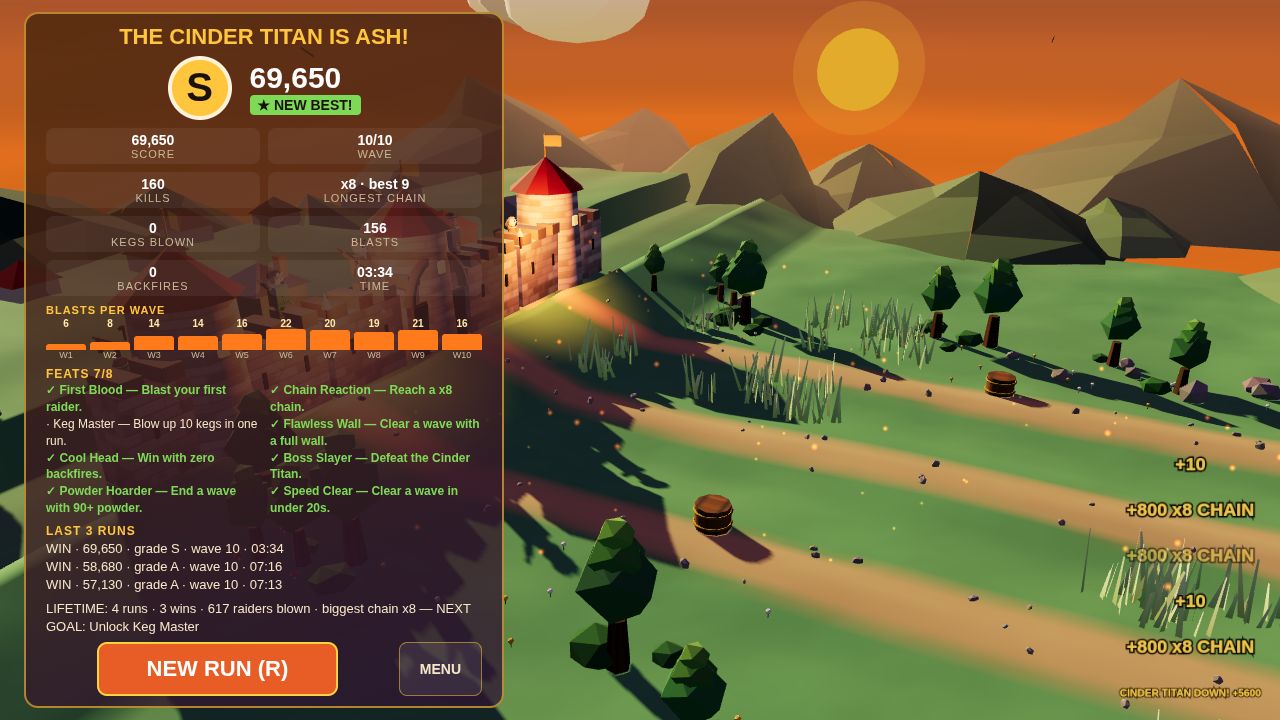 THE CINDER TITAN IS ASH!
S
69,650
★ NEW BEST!
69,650
SCORE
10/10
WAVE
160
KILLS
x8 · best 9
LONGEST CHAIN
0
KEGS BLOWN
156
BLASTS
0
BACKFIRES
03:34
TIME
BLASTS PER WAVE
6 8 14 14 16 22 20 19 21 16
W1 W2 W3 W4 W5 W6 W7 W8 W9 W10
FEATS 7/8
✓ First Blood — Blast your first
raider.
✓ Chain Reaction — Reach a x8
chain.
· Keg Master — Blow up 10 kegs in one
run.
✓ Flawless Wall — Clear a wave with
a full wall.
✓ Cool Head — Win with zero
backfires.
✓ Boss Slayer — Defeat the Cinder
Titan.
✓ Powder Hoarder — End a wave
with 90+ powder.
✓ Speed Clear — Clear a wave in
under 20s.
LAST 3 RUNS
WIN · 69,650 · grade S · wave 10 · 03:34
WIN · 58,680 · grade A · wave 10 · 07:16
WIN · 57,130 · grade A · wave 10 · 07:13
LIFETIME: 4 runs · 3 wins · 617 raiders blown · biggest chain x8 — NEXT
GOAL: Unlock Keg Master
NEW RUN (R)
MENU
+10
+800 x8 CHAIN
+800 x8 CHAIN
+10
+800 x8 CHAIN
CINDER TITAN DOWN! +5600